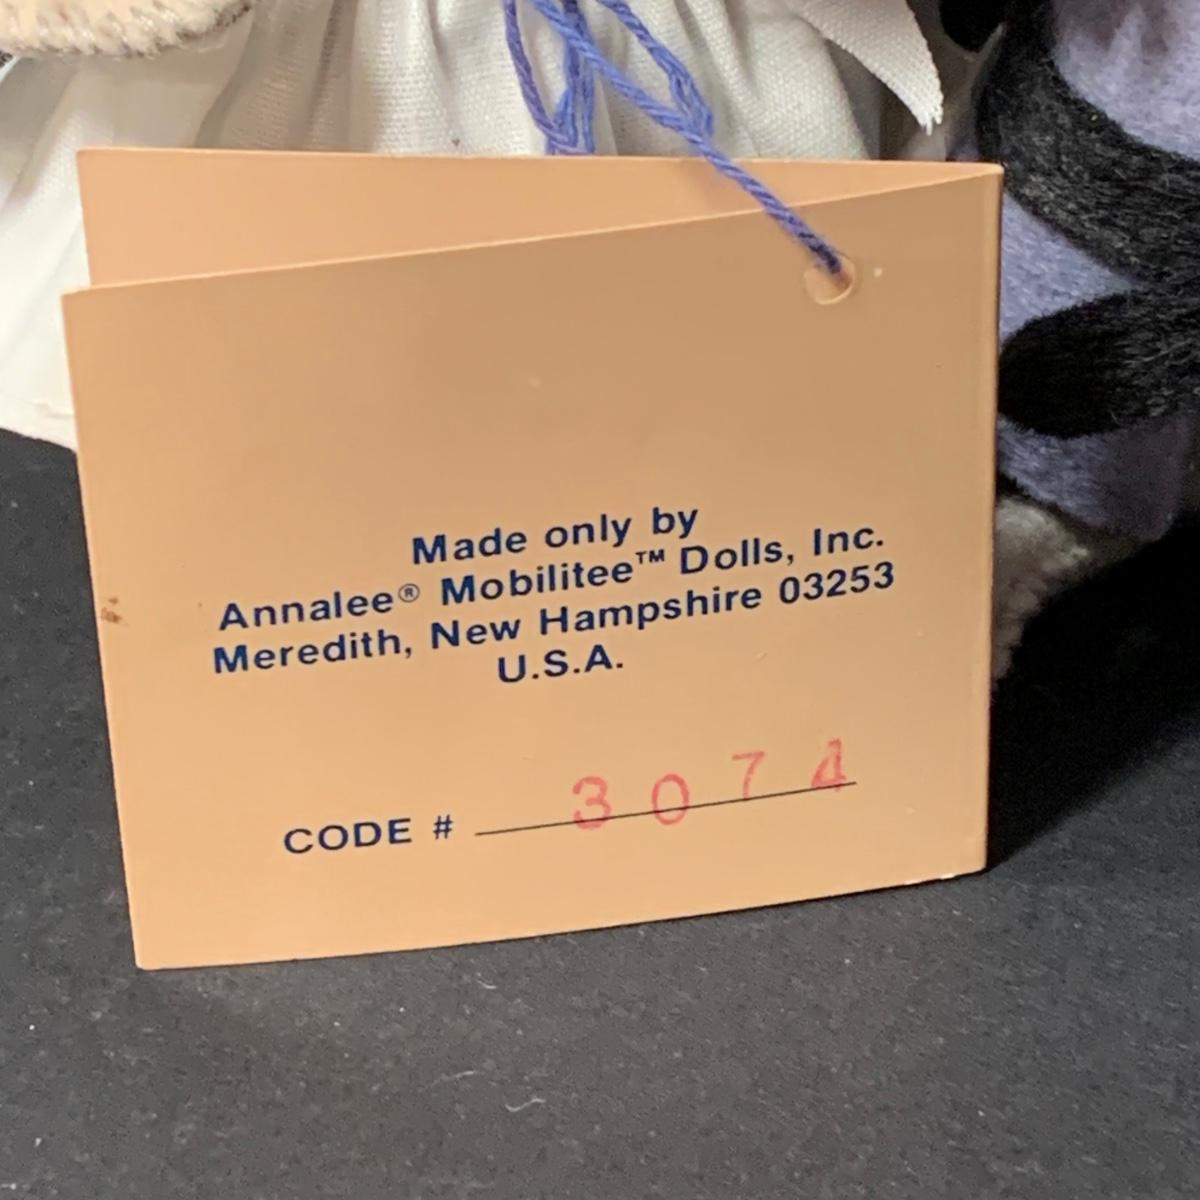 Made only by
Annalee® Mobilitee™ Dolls, Inc.
Meredith, New Hampshire 03253
U.S.A.
CODE # 3074